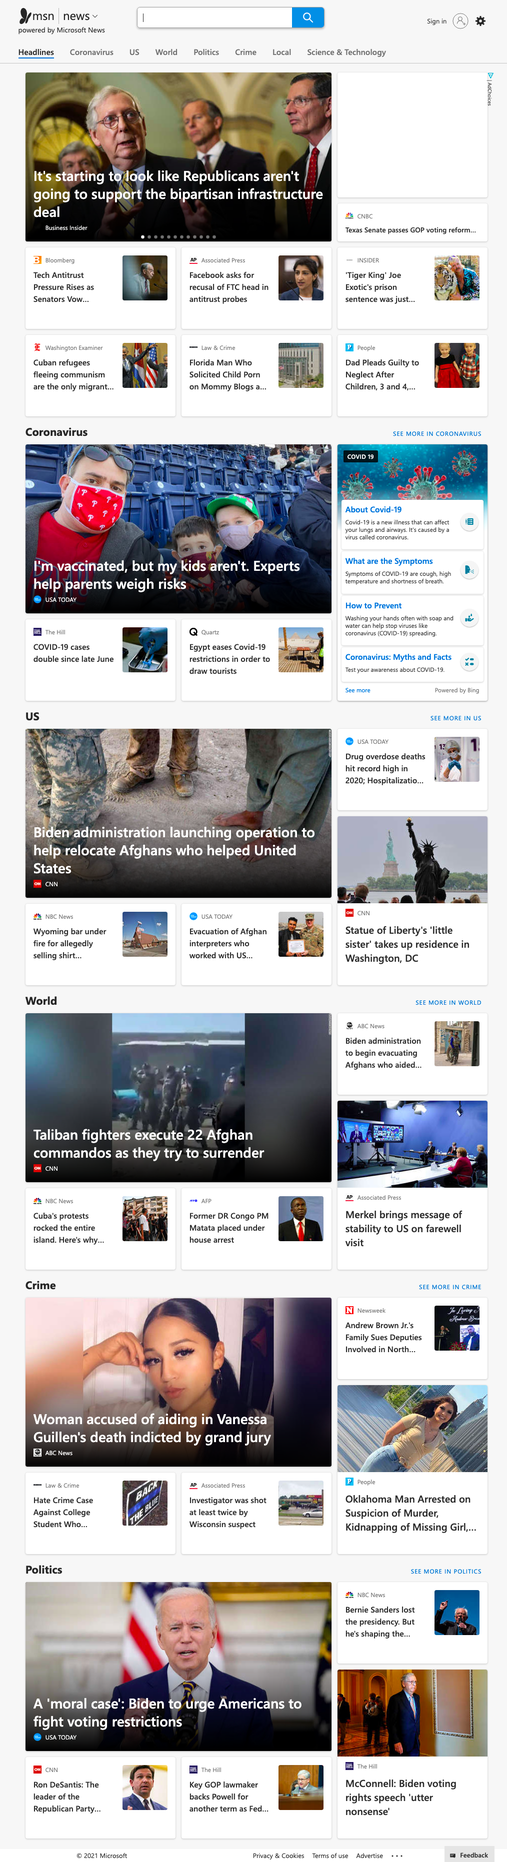 msn | news
powered by Microsoft News
Sign in
Headlines Coronavirus US World Politics Crime Local Science & Technology
It's starting to look like Republicans aren't
going to support the bipartisan infrastructure
deal
Business Insider
AdChoices
CNBC
Texas Senate passes GOP voting reform...
Bloomberg
Tech Antitrust
Pressure Rises as
Senators Vow...
Associated Press
Facebook asks for
recusal of FTC head in
antitrust probes
INSIDER
'Tiger King' Joe
Exotic's prison
sentence was just...
Washington Examiner
Cuban refugees
fleeing communism
are the only migrant...
Law & Crime
Florida Man Who
Solicited Child Porn
on Mommy Blogs a...
People
Dad Pleads Guilty to
Neglect After
Children, 3 and 4,...
Coronavirus
SEE MORE IN CORONAVIRUS
I'm vaccinated, but my kids aren't. Experts
help parents weigh risks
USA TODAY
COVID 19
About Covid-19
Covid-19 is a new illness that can affect
your lungs and airways. It's caused by a
virus called coronavirus.
What are the Symptoms
Symptoms of COVID-19 are cough, high
temperature and shortness of breath.
How to Prevent
Washing your hands often with soap and
water can help stop viruses like
coronavirus (COVID-19) spreading.
Coronavirus: Myths and Facts
Test your awareness about COVID-19.
See more
Powered by Bing
The Hill
COVID-19 cases
double since late June
Quartz
Egypt eases Covid-19
restrictions in order to
draw tourists
US
SEE MORE IN US
Biden administration launching operation to
help relocate Afghans who helped United
States
CNN
USA TODAY
Drug overdose deaths
hit record high in
2020; Hospitalizatio...
CNN
Statue of Liberty's 'little
sister' takes up residence in
Washington, DC
NBC News
Wyoming bar under
fire for allegedly
selling shirt...
USA TODAY
Evacuation of Afghan
interpreters who
worked with US...
World
SEE MORE IN WORLD
Taliban fighters execute 22 Afghan
commandos as they try to surrender
CNN
ABC News
Biden administration
to begin evacuating
Afghans who aided...
Associated Press
Merkel brings message of
stability to US on farewell
visit
NBC News
Cuba's protests
rocked the entire
island. Here's why...
AFP
Former DR Congo PM
Matata placed under
house arrest
Crime
SEE MORE IN CRIME
Woman accused of aiding in Vanessa
Guillen's death indicted by grand jury
ABC News
Newsweek
Andrew Brown Jr.'s
Family Sues Deputies
Involved in North...
People
Oklahoma Man Arrested on
Suspicion of Murder,
Kidnapping of Missing Girl,...
Law & Crime
Hate Crime Case
Against College
Student Who...
BACK
THE BLUE
Associated Press
Investigator was shot
at least twice by
Wisconsin suspect
Politics
SEE MORE IN POLITICS
A 'moral case': Biden to urge Americans to
fight voting restrictions
USA TODAY
NBC News
Bernie Sanders lost
the presidency. But
he's shaping the...
The Hill
McConnell: Biden voting
rights speech 'utter
nonsense'
CNN
Ron DeSantis: The
leader of the
Republican Party...
The Hill
Key GOP lawmaker
backs Powell for
another term as Fed...
© 2021 Microsoft
Privacy & Cookies Terms of use Advertise ...
Feedback